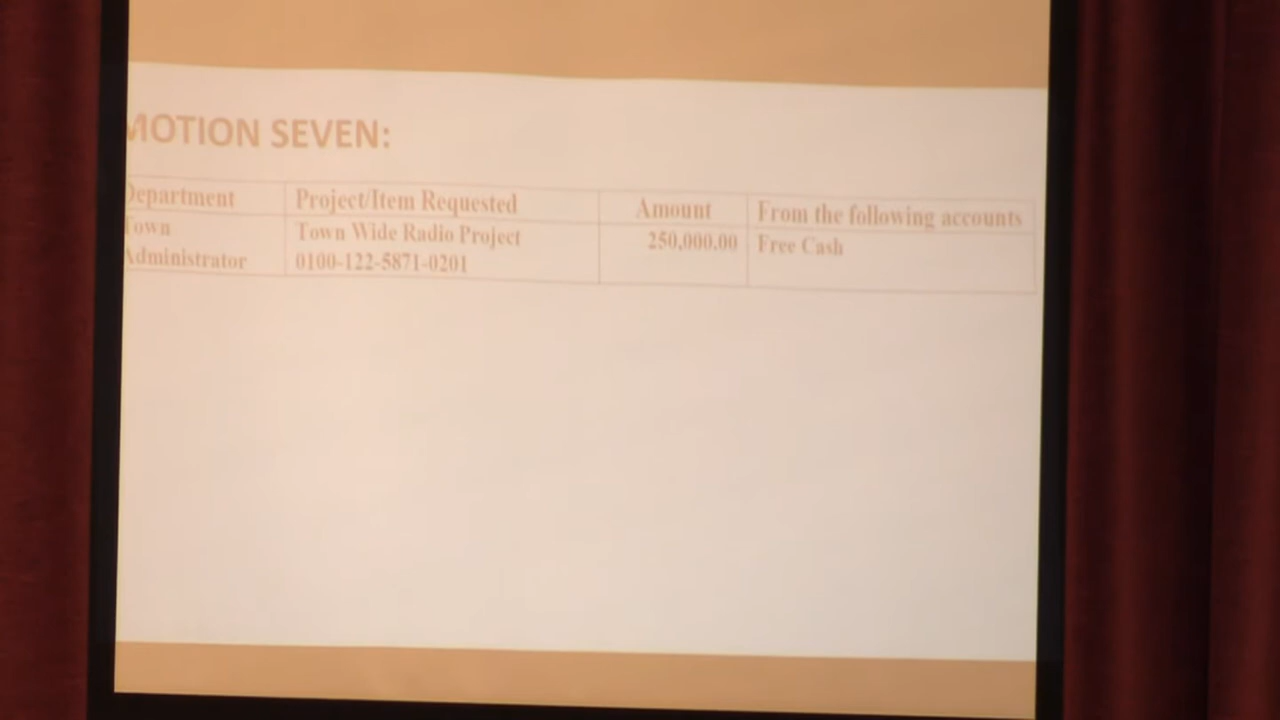 MOTION SEVEN:
Department Project/Item Requested Amount From the following accounts
Town Town Wide Radio Project 250,000.00 Free Cash
Administrator 0100-122-5871-0201